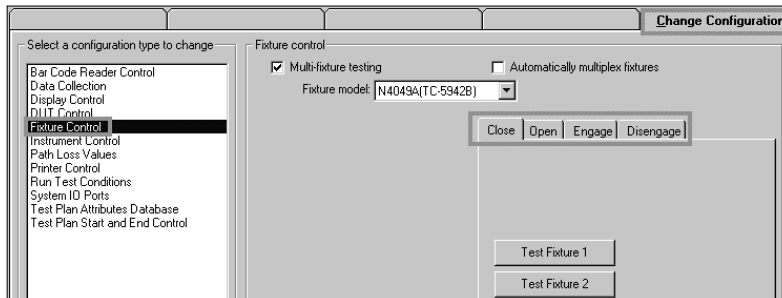 Change Configuration
Select a configuration type to change
Bar Code Reader Control
Data Collection
Display Control
DUT Control
Fixture Control
Instrument Control
Path Loss Values
Printer Control
Run Test Conditions
System IO Ports
Test Plan Attributes Database
Test Plan Start and End Control
Fixture control
Multi-fixture testing
Automatically multiplex fixtures
Fixture model: N4049A(TC-5942B)
Close Open Engage Disengage
Test Fixture 1
Test Fixture 2